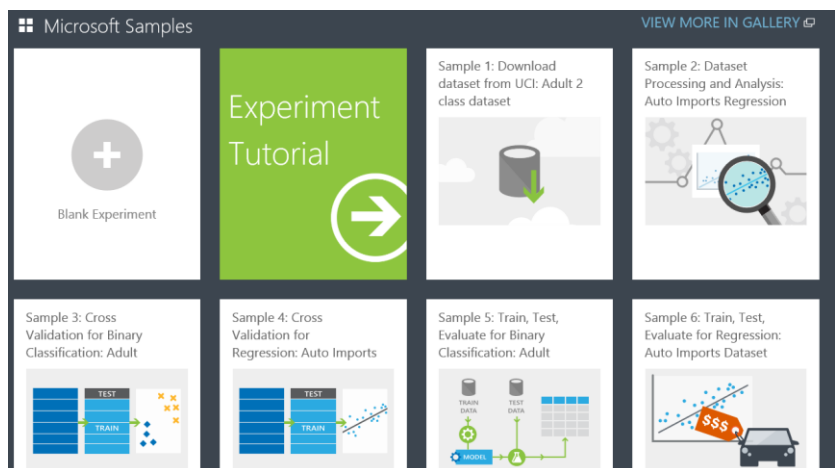 Microsoft Samples
VIEW MORE IN GALLERY
Blank Experiment
Experiment
Tutorial
Sample 1: Download
dataset from UCI: Adult 2
class dataset
Sample 2: Dataset
Processing and Analysis:
Auto Imports Regression
Sample 3: Cross
Validation for Binary
Classification: Adult
TEST
TRAIN
Sample 4: Cross
Validation for
Regression: Auto Imports
TEST
TRAIN
Sample 5: Train, Test,
Evaluate for Binary
Classification: Adult
TRAIN
DATA
TEST
DATA
MODEL
Sample 6: Train, Test,
Evaluate for Regression:
Auto Imports Dataset
$$$